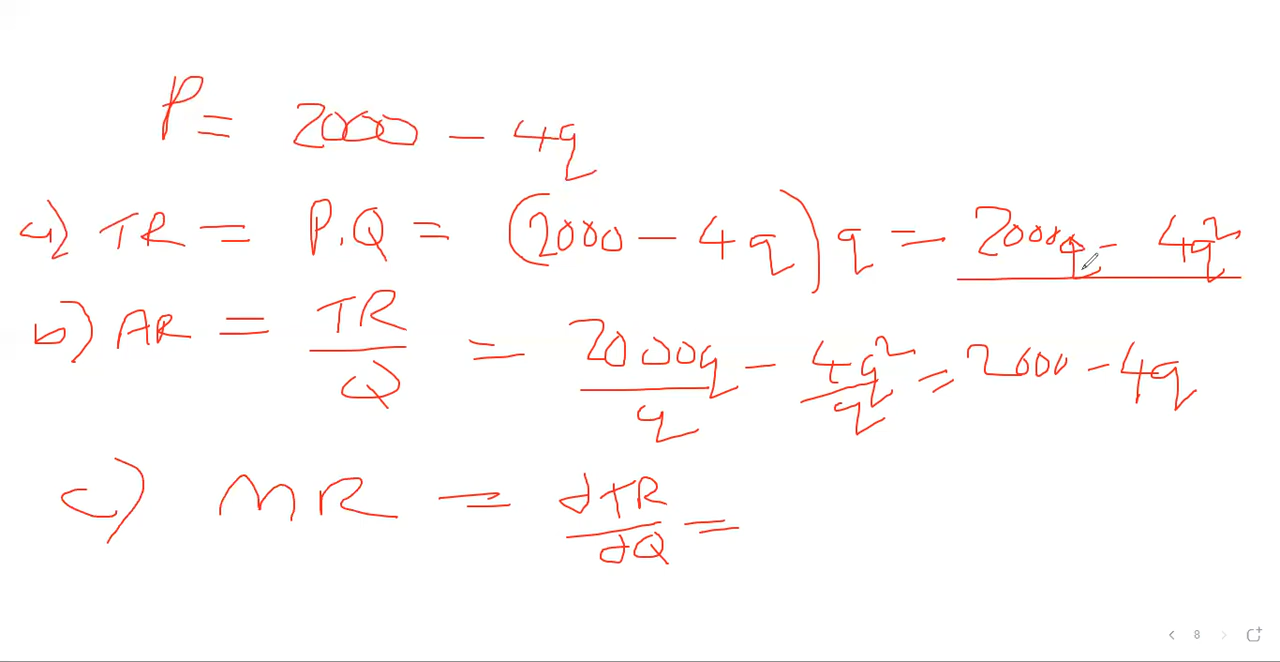 P = 2000 - 4q
a) TR = P.Q = (2000 - 4q) q = 2000q - 4q²
b) AR = TR/Q = 2000q/q - 4q²/q = 2000 - 4q
c) MR = dTR/dQ =
8